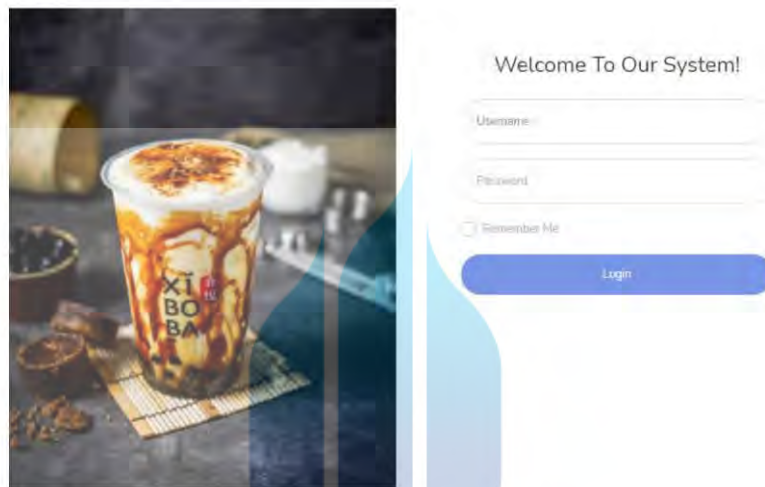 XĪ
BO
BA
Welcome To Our System!
Username
Password
Remember Me
Login